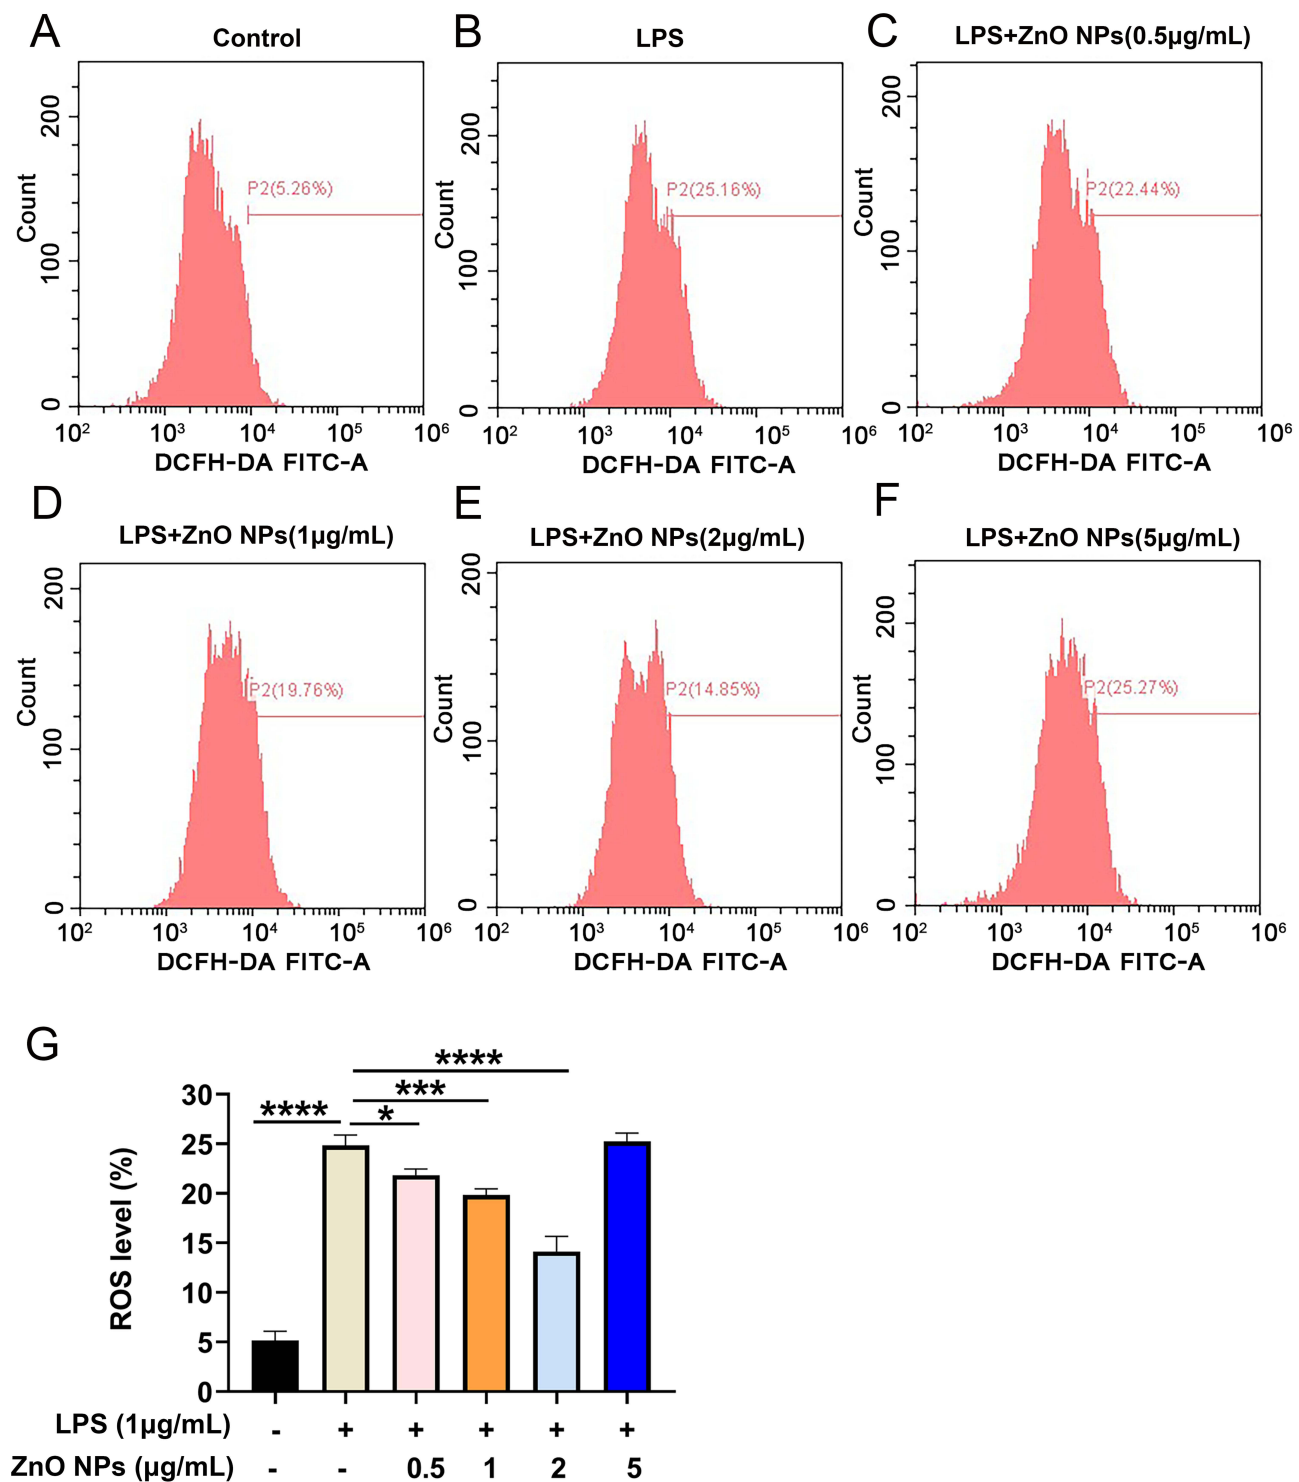 A
Control
Count
200
100
0
P2(5.26%)
10² 10³ 10⁴ 10⁵ 10⁶
DCFH-DA FITC-A
B
LPS
Count
200
100
0
P2(25.16%)
10² 10³ 10⁴ 10⁵ 10⁶
DCFH-DA FITC-A
C
LPS+ZnO NPs(0.5µg/mL)
Count
200
100
0
P2(22.44%)
10² 10³ 10⁴ 10⁵ 10⁶
DCFH-DA FITC-A
D
LPS+ZnO NPs(1µg/mL)
Count
200
100
0
P2(19.76%)
10² 10³ 10⁴ 10⁵ 10⁶
DCFH-DA FITC-A
E
LPS+ZnO NPs(2µg/mL)
Count
200
100
0
P2(14.85%)
10² 10³ 10⁴ 10⁵ 10⁶
DCFH-DA FITC-A
F
LPS+ZnO NPs(5µg/mL)
Count
200
100
0
P2(25.27%)
10² 10³ 10⁴ 10⁵ 10⁶
DCFH-DA FITC-A
G
ROS level (%)
30
25
20
15
10
5
0
****
***
**** *
LPS (1µg/mL) - + + + + +
ZnO NPs (µg/mL) - - 0.5 1 2 5